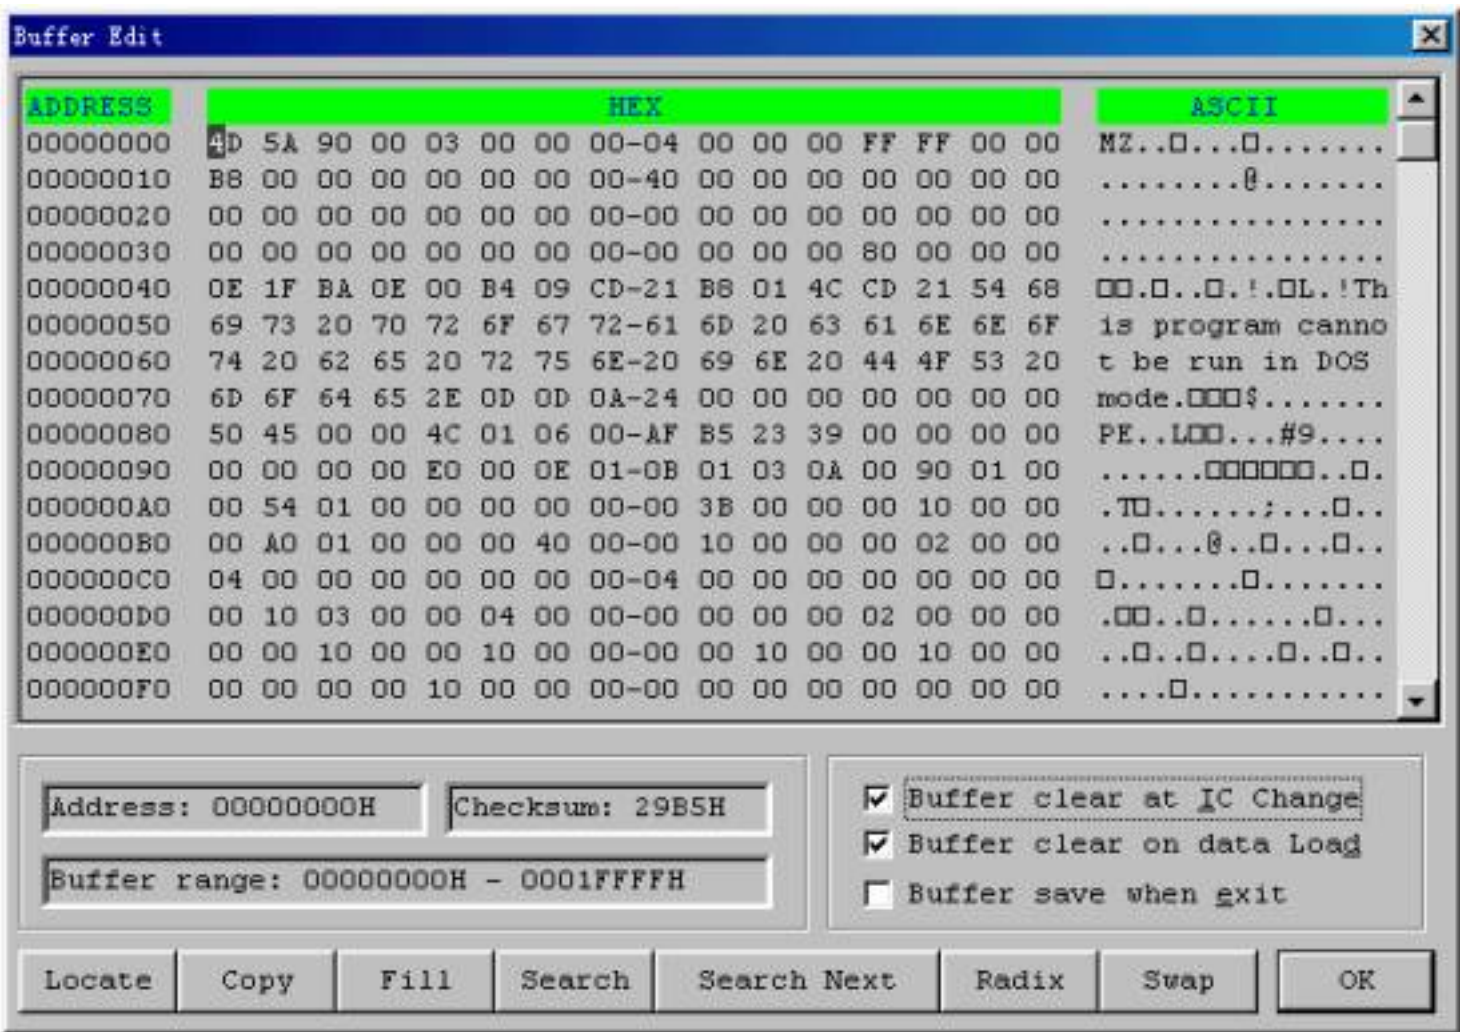 Buffer Edit
ADDRESS HEX ASCII
00000000 4D 5A 90 00 03 00 00 00-04 00 00 00 FF FF 00 00 MZ..□...□.......
00000010 B8 00 00 00 00 00 00 00-40 00 00 00 00 00 00 00 ........@.......
00000020 00 00 00 00 00 00 00 00-00 00 00 00 00 00 00 00 ................
00000030 00 00 00 00 00 00 00 00-00 00 00 00 80 00 00 00 ................
00000040 0E 1F BA 0E 00 B4 09 CD-21 B8 01 4C CD 21 54 68 □□.□..□.!.□L.!Th
00000050 69 73 20 70 72 6F 67 72-61 6D 20 63 61 6E 6E 6F is program canno
00000060 74 20 62 65 20 72 75 6E-20 69 6E 20 44 4F 53 20 t be run in DOS
00000070 6D 6F 64 65 2E 0D 0D 0A-24 00 00 00 00 00 00 00 mode.□□□$.......
00000080 50 45 00 00 4C 01 06 00-AF B5 23 39 00 00 00 00 PE..L□□...#9....
00000090 00 00 00 00 E0 00 0E 01-0B 01 03 0A 00 90 01 00 ......□□□□□□..□.
000000A0 00 54 01 00 00 00 00 00-00 3B 00 00 00 10 00 00 .T□......;...□..
000000B0 00 A0 01 00 00 00 40 00-00 10 00 00 00 02 00 00 ..□...@..□...□..
000000C0 04 00 00 00 00 00 00 00-04 00 00 00 00 00 00 00 □.......□.......
000000D0 00 10 03 00 00 04 00 00-00 00 00 00 02 00 00 00 .□□..□......□...
000000E0 00 00 10 00 00 10 00 00-00 00 10 00 00 10 00 00 ..□..□....□..□..
000000F0 00 00 00 00 10 00 00 00-00 00 00 00 00 00 00 00 ....□...........
Address: 00000000H Checksum: 29B5H
Buffer range: 00000000H - 0001FFFFH
Buffer clear at IC Change
Buffer clear on data Load
Buffer save when exit
Locate Copy Fill Search Search Next Radix Swap OK